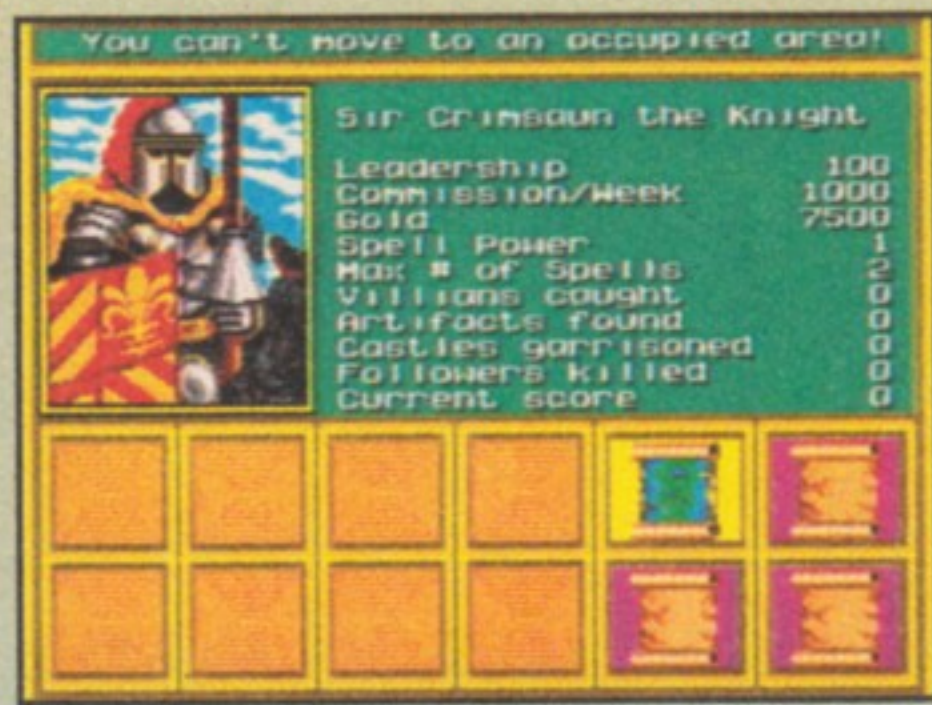 You can't move to an occupied area!
Sir Crimsaun the Knight
Leadership 100
Commission/Week 1000
Gold 7500
Spell Power 1
Max # of Spells 2
Villians caught 0
Artifacts found 0
Castles garrisoned 0
Followers killed 0
Current score 0